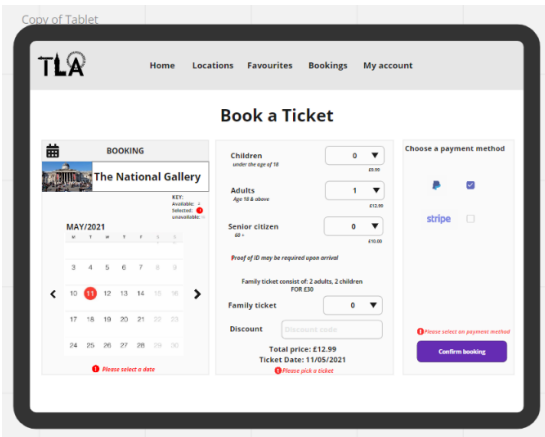 Copy of Tablet
TLA
Home Locations Favourites Bookings My account
Book a Ticket
BOOKING
The National Gallery
KEY:
Available:
Selected:
unavailable:
MAY/2021
M T W T F S S
3 4 5 6 7 8 9
10 11 12 13 14 15 16
17 18 19 20 21 22 23
24 25 26 27 28 29 30
Please select a date
Children 0
under the age of 18
£9.99
Adults 1
Age 18 & above
£12.99
Senior citizen 0
60 +
£10.00
Proof of ID may be required upon arrival
Family ticket consist of: 2 adults, 2 children
FOR £30
Family ticket 0
Discount Discount code
Total price: £12.99
Ticket Date: 11/05/2021
Please pick a ticket
Choose a payment method
stripe
Please select an payment method
Confirm booking